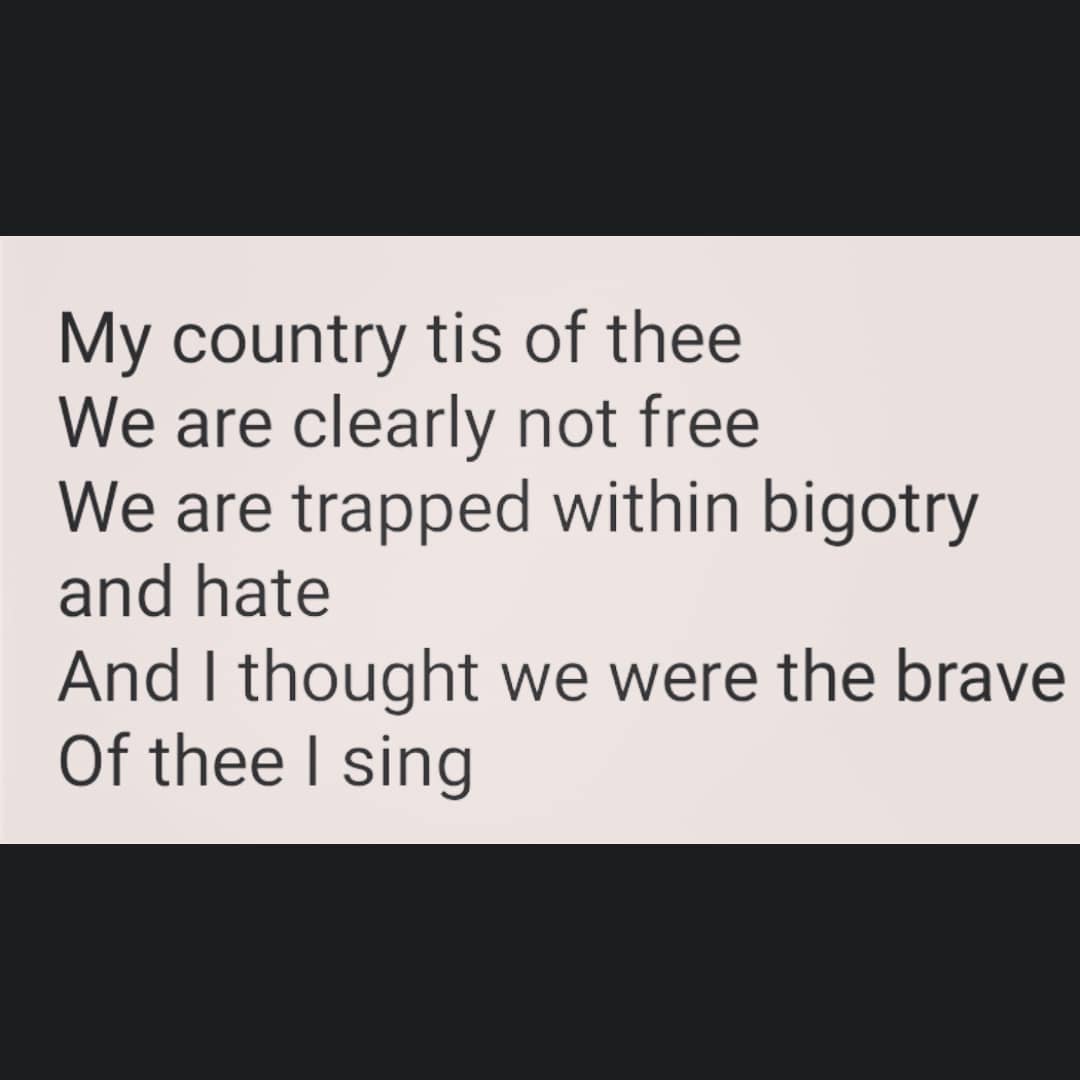 My country tis of thee
We are clearly not free
We are trapped within bigotry
and hate
And I thought we were the brave
Of thee I sing